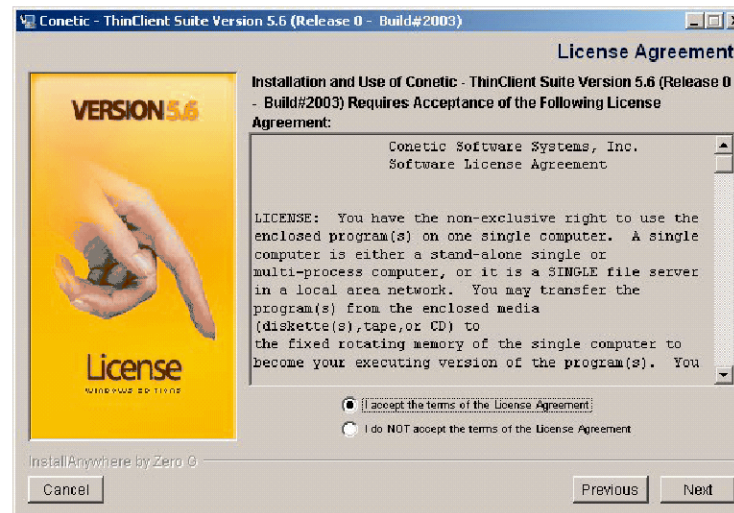 Conetic - ThinClient Suite Version 5.6 (Release 0 - Build#2003)
License Agreement
VERSION 5.6
License
WINDOWS EDITIONS
Installation and Use of Conetic - ThinClient Suite Version 5.6 (Release 0
- Build#2003) Requires Acceptance of the Following License
Agreement:
Conetic Software Systems, Inc.
Software License Agreement
LICENSE: You have the non-exclusive right to use the
enclosed program(s) on one single computer. A single
computer is either a stand-alone single or
multi-process computer, or it is a SINGLE file server
in a local area network. You may transfer the
program(s) from the enclosed media
(diskette(s),tape,or CD) to
the fixed rotating memory of the single computer to
become your executing version of the program(s). You
I accept the terms of the License Agreement
I do NOT accept the terms of the License Agreement
InstallAnywhere by Zero G
Cancel
Previous
Next